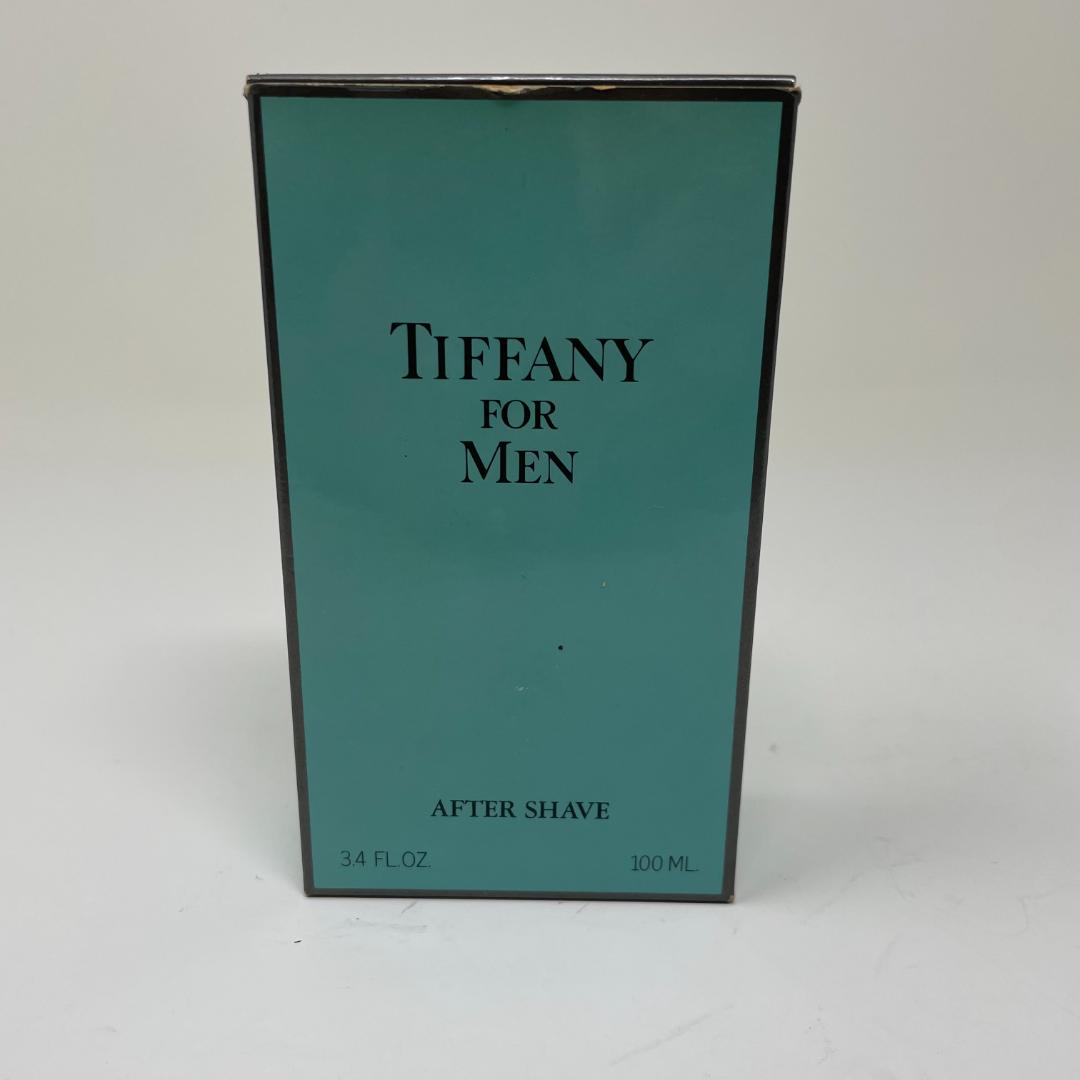 TIFFANY
FOR
MEN
AFTER SHAVE
3.4 FL.OZ.
100 ML.